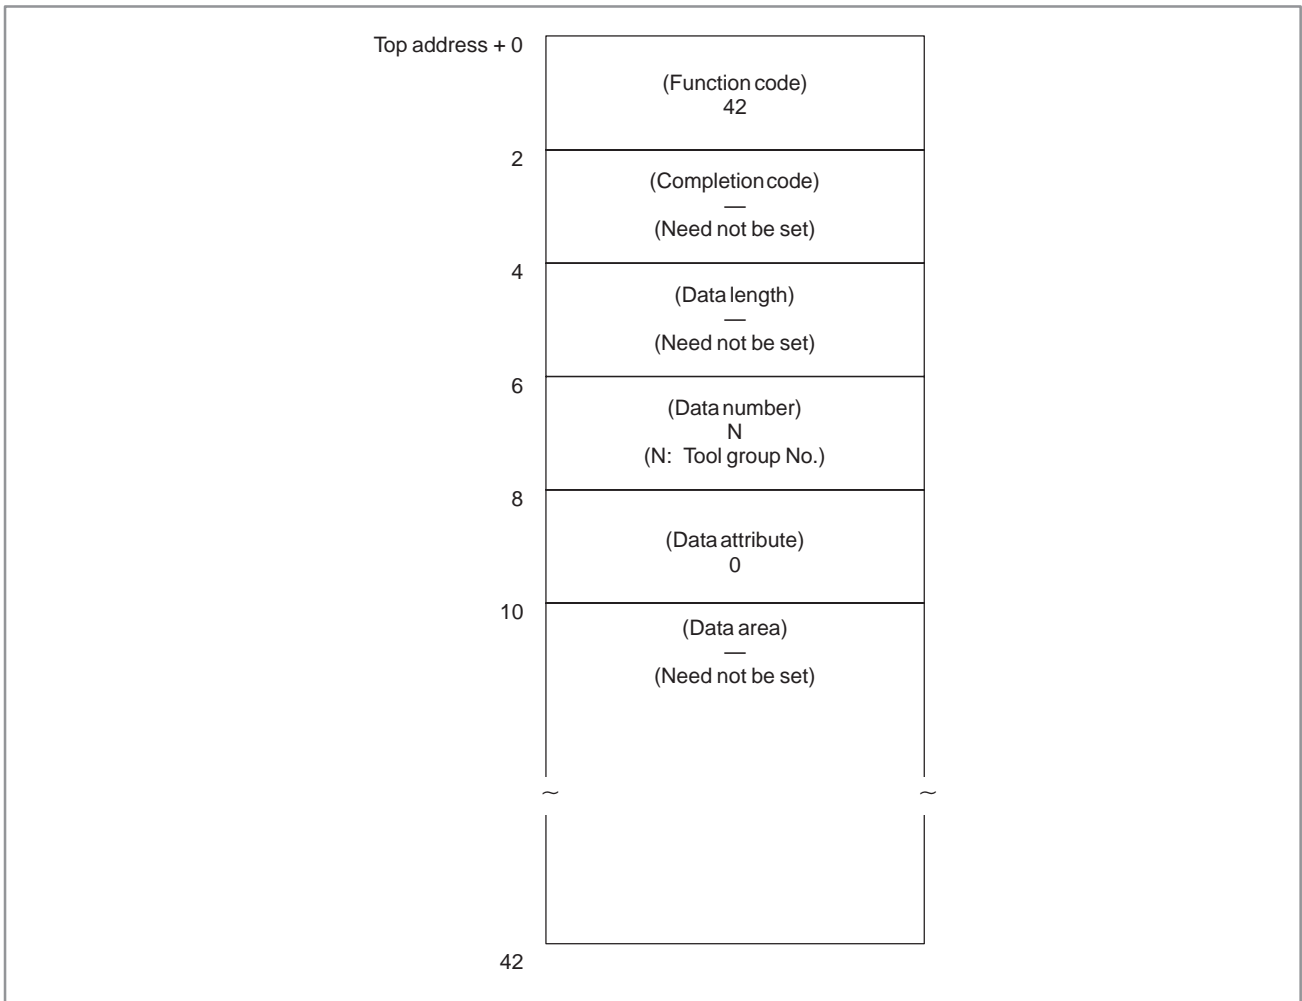 Top address + 0
(Function code)
42
2
(Completion code)
—
(Need not be set)
4
(Data length)
—
(Need not be set)
6
(Data number)
N
(N: Tool group No.)
8
(Data attribute)
0
10
(Data area)
—
(Need not be set)
~ ~
42